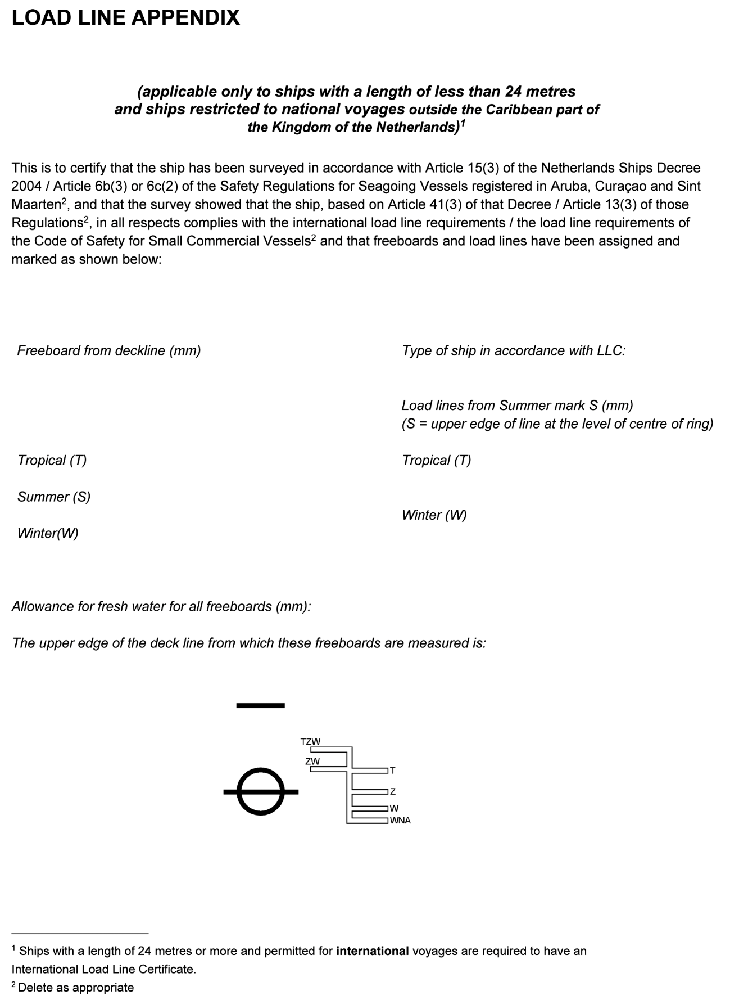 LOAD LINE APPENDIX
(applicable only to ships with a length of less than 24 metres
and ships restricted to national voyages outside the Caribbean part of
the Kingdom of the Netherlands)1
This is to certify that the ship has been surveyed in accordance with Article 15(3) of the Netherlands Ships Decree
2004 / Article 6b(3) or 6c(2) of the Safety Regulations for Seagoing Vessels registered in Aruba, Curaçao and Sint
Maarten2, and that the survey showed that the ship, based on Article 41(3) of that Decree / Article 13(3) of those
Regulations2, in all respects complies with the international load line requirements / the load line requirements of
the Code of Safety for Small Commercial Vessels2 and that freeboards and load lines have been assigned and
marked as shown below:
Freeboard from deckline (mm)
Type of ship in accordance with LLC:
Load lines from Summer mark S (mm)
(S = upper edge of line at the level of centre of ring)
Tropical (T)
Tropical (T)
Summer (S)
Winter (W)
Winter(W)
Allowance for fresh water for all freeboards (mm):
The upper edge of the deck line from which these freeboards are measured is:
TZW
ZW
T
Z
W
WNA
1 Ships with a length of 24 metres or more and permitted for international voyages are required to have an
International Load Line Certificate.
2 Delete as appropriate